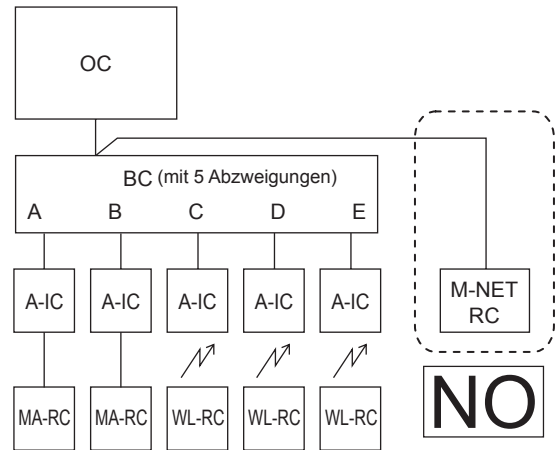 OC
BC (mit 5 Abzweigungen)
A B C D E
A-IC A-IC A-IC A-IC A-IC
M-NET
RC
MA-RC MA-RC WL-RC WL-RC WL-RC
NO